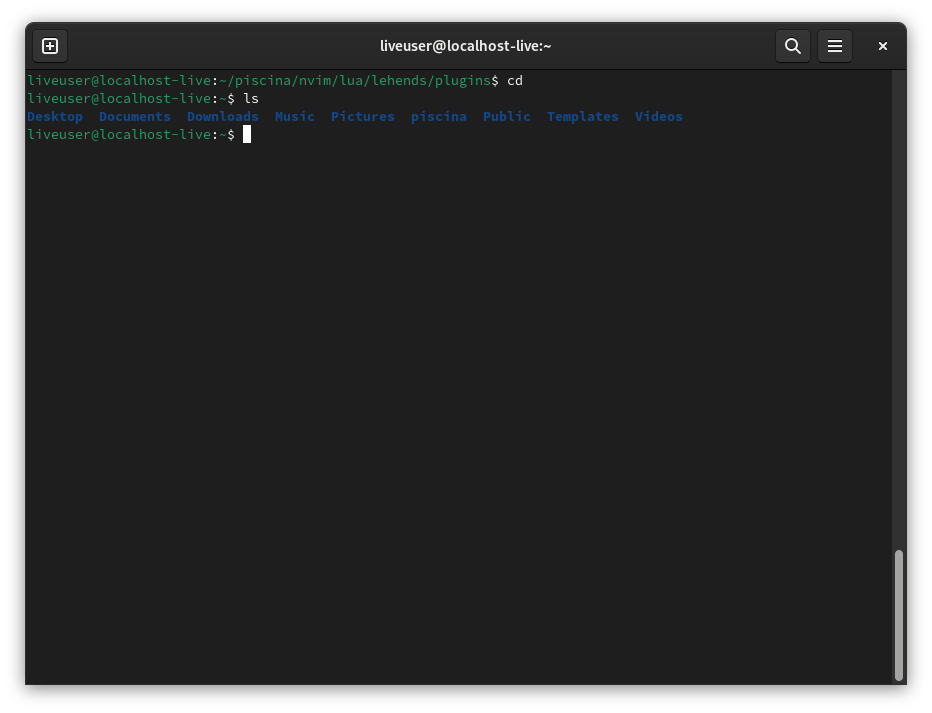 liveuser@localhost-live:~
liveuser@localhost-live:~/piscina/nvim/lua/lehends/plugins$ cd
liveuser@localhost-live:~$ ls
Desktop  Documents  Downloads  Music  Pictures  piscina  Public  Templates  Videos
liveuser@localhost-live:~$